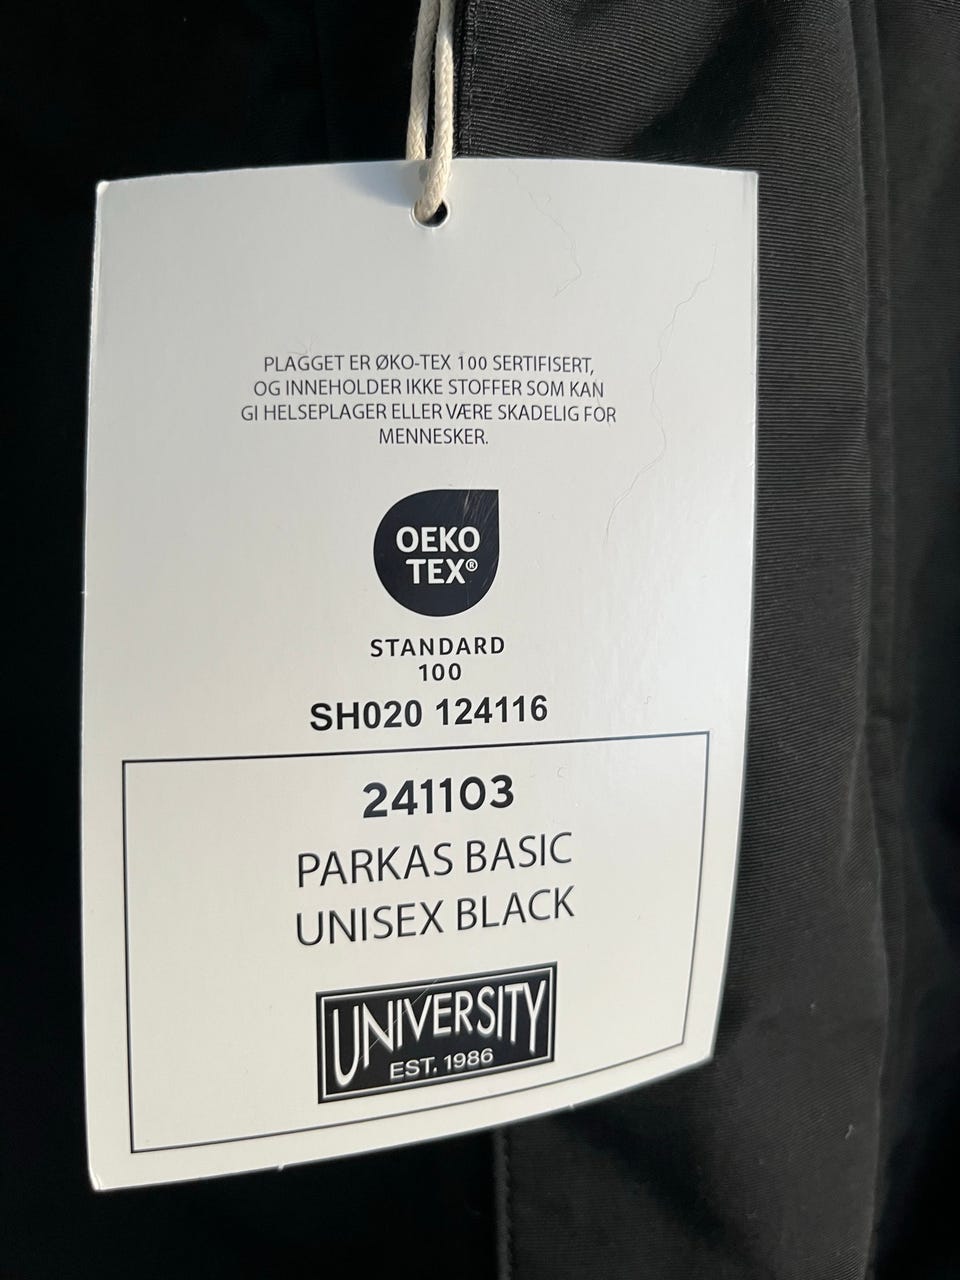 PLAGGET ER ØKO-TEX 100 SERTIFISERT,
OG INNEHOLDER IKKE STOFFER SOM KAN
GI HELSEPLAGER ELLER VÆRE SKADELIG FOR
MENNESKER.
OEKO
TEX®
STANDARD
100
SH020 124116
241103
PARKAS BASIC
UNISEX BLACK
UNIVERSITY
EST. 1986